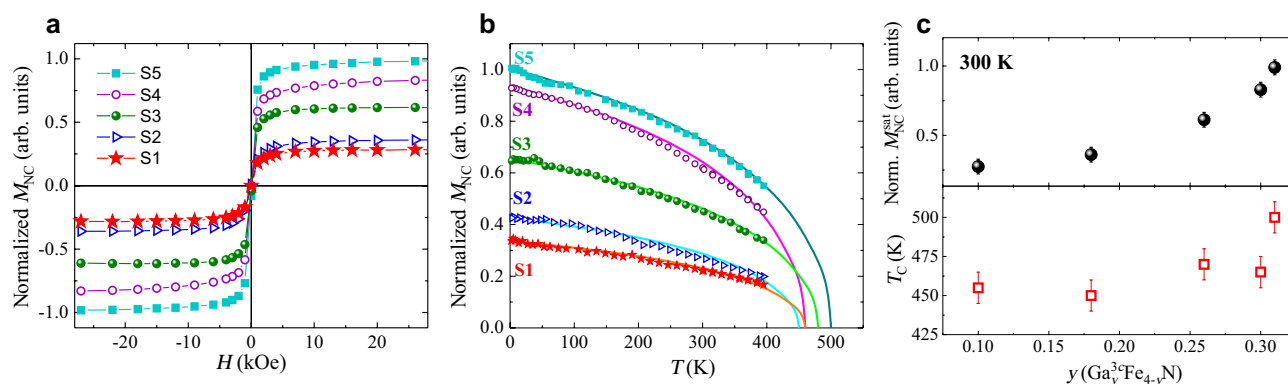 a
Normalized M_NC (arb. units)
1.0
0.5
0.0
-0.5
-1.0
S5
S4
S3
S2
S1
-20 -10 0 10 20
H (kOe)
b
Normalized M_NC (arb. units)
1.0
0.8
0.6
0.4
0.2
0.0
S5
S4
S3
S2
S1
0 100 200 300 400 500
T (K)
c
Norm. M_NC^sat (arb. units)
1.0
0.5
300 K
T_C (K)
500
475
450
425
0.10 0.15 0.20 0.25 0.30
y (Ga_y^3c Fe_4-y N)